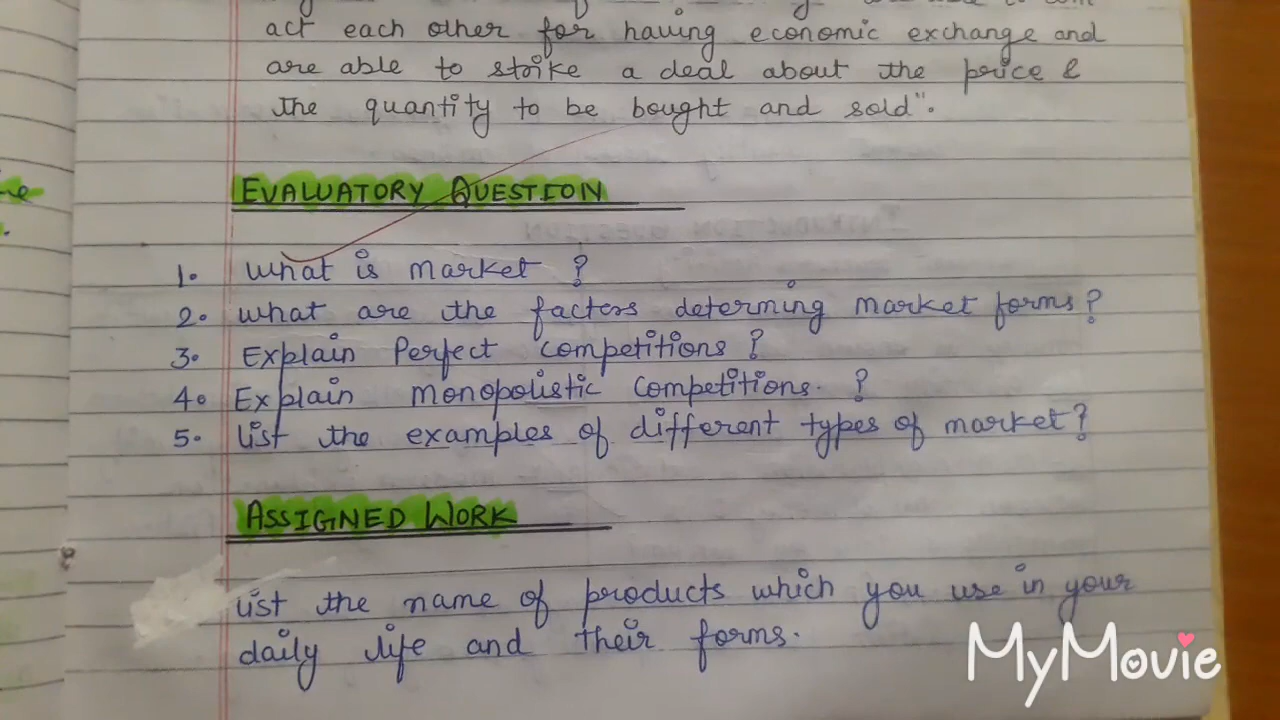 act each other for having economic exchange and
are able to strike a deal about the price &
the quantity to be bought and sold".
EVALUATORY QUESTION
1. What is market ?
2. what are the factors determing market forms?
3. Explain Perfect competitions ?
4. Explain monopolistic competitions. ?
5. list the examples of different types of market?
ASSIGNED WORK
list the name of products which you use in your
daily life and their forms.
MyMovie